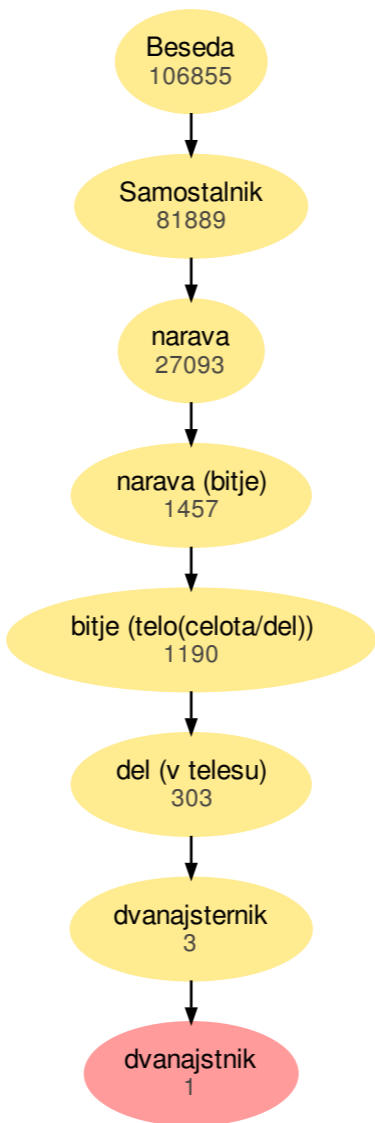 Beseda
106855
Samostalnik
81889
narava
27093
narava (bitje)
1457
bitje (telo(celota/del))
1190
del (v telesu)
303
dvanajsternik
3
dvanajstnik
1